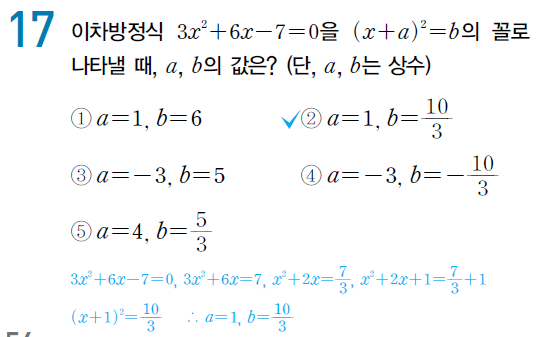 17 이차방정식 3x²+6x-7=0을 (x+a)²=b의 꼴로
나타낼 때, a, b의 값은? (단, a, b는 상수)
① a=1, b=6 ✓② a=1, b=10/3
③ a=-3, b=5 ④ a=-3, b=-10/3
⑤ a=4, b=5/3
3x²+6x-7=0, 3x²+6x=7, x²+2x=7/3, x²+2x+1=7/3+1
(x+1)²=10/3 ∴ a=1, b=10/3